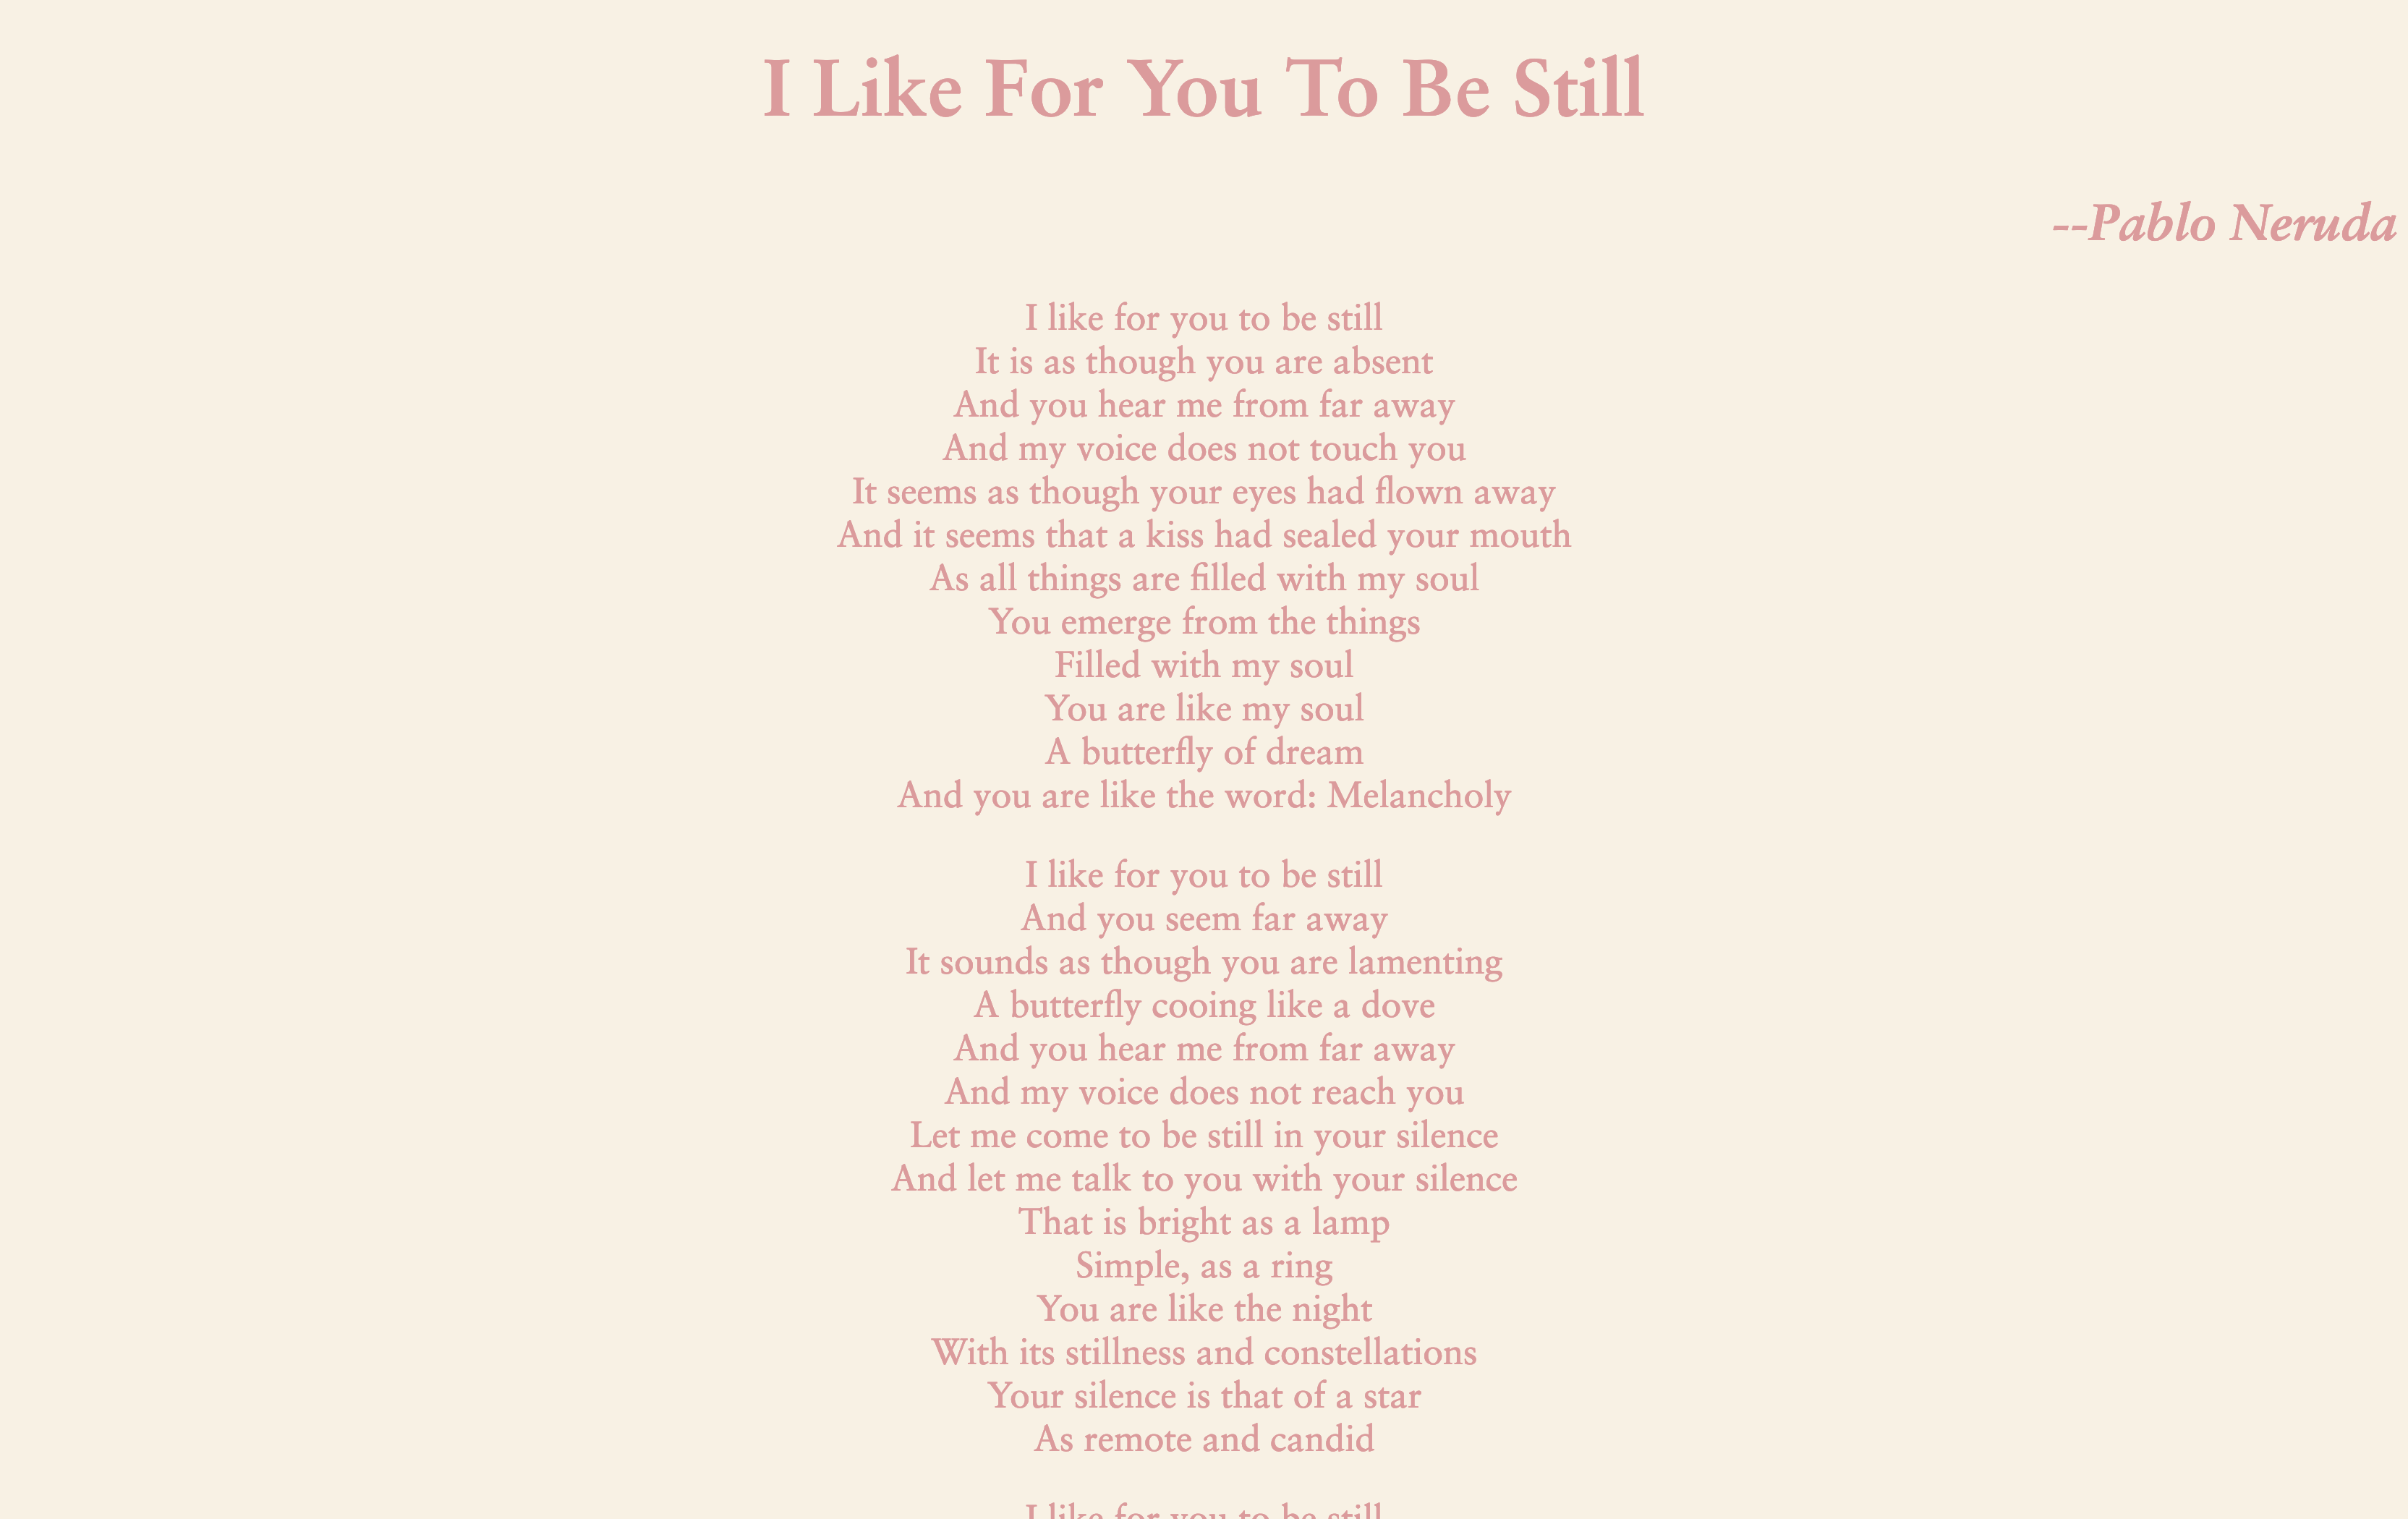 I Like For You To Be Still
--Pablo Neruda
I like for you to be still
It is as though you are absent
And you hear me from far away
And my voice does not touch you
It seems as though your eyes had flown away
And it seems that a kiss had sealed your mouth
As all things are filled with my soul
You emerge from the things
Filled with my soul
You are like my soul
A butterfly of dream
And you are like the word: Melancholy

I like for you to be still
And you seem far away
It sounds as though you are lamenting
A butterfly cooing like a dove
And you hear me from far away
And my voice does not reach you
Let me come to be still in your silence
And let me talk to you with your silence
That is bright as a lamp
Simple, as a ring
You are like the night
With its stillness and constellations
Your silence is that of a star
As remote and candid

I like for you to be still